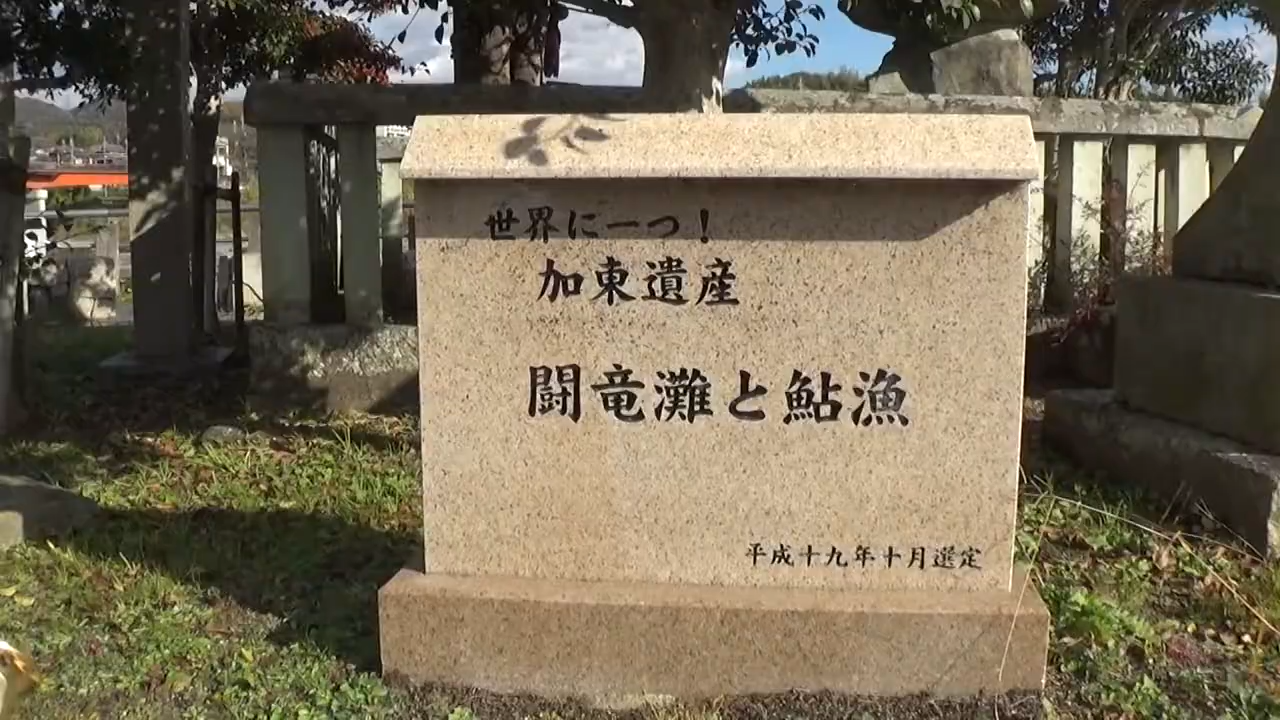 世界に一つ！
加東遺産
闘竜灘と鮎漁
平成十九年十月選定